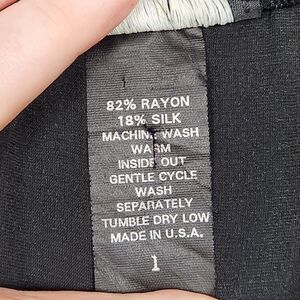 82% RAYON
18% SILK
MACHINE WASH
WARM
INSIDE OUT
GENTLE CYCLE
WASH
SEPARATELY
TUMBLE DRY LOW
MADE IN U.S.A.
1